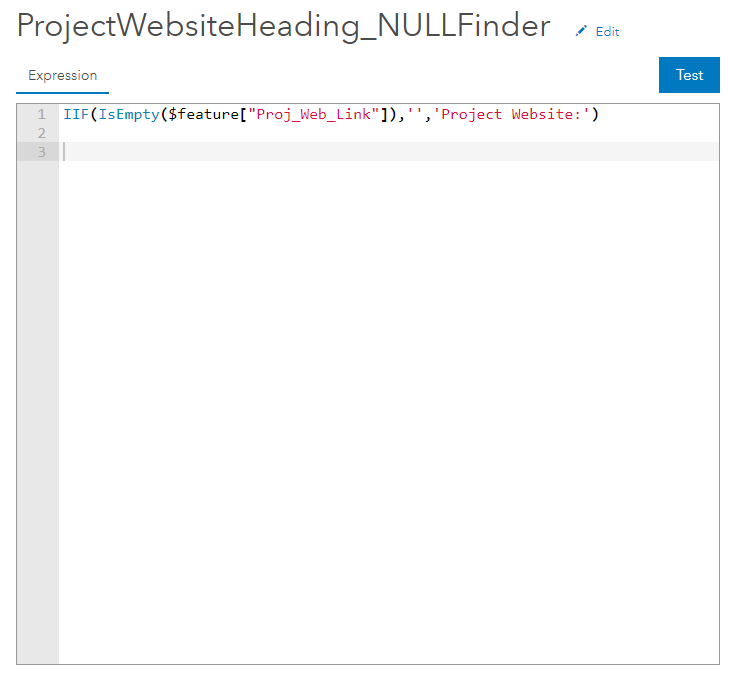 ProjectWebsiteHeading_NULLFinder Edit
Expression Test
1 IIF(IsEmpty($feature["Proj_Web_Link"]),'','Project Website:')
2
3